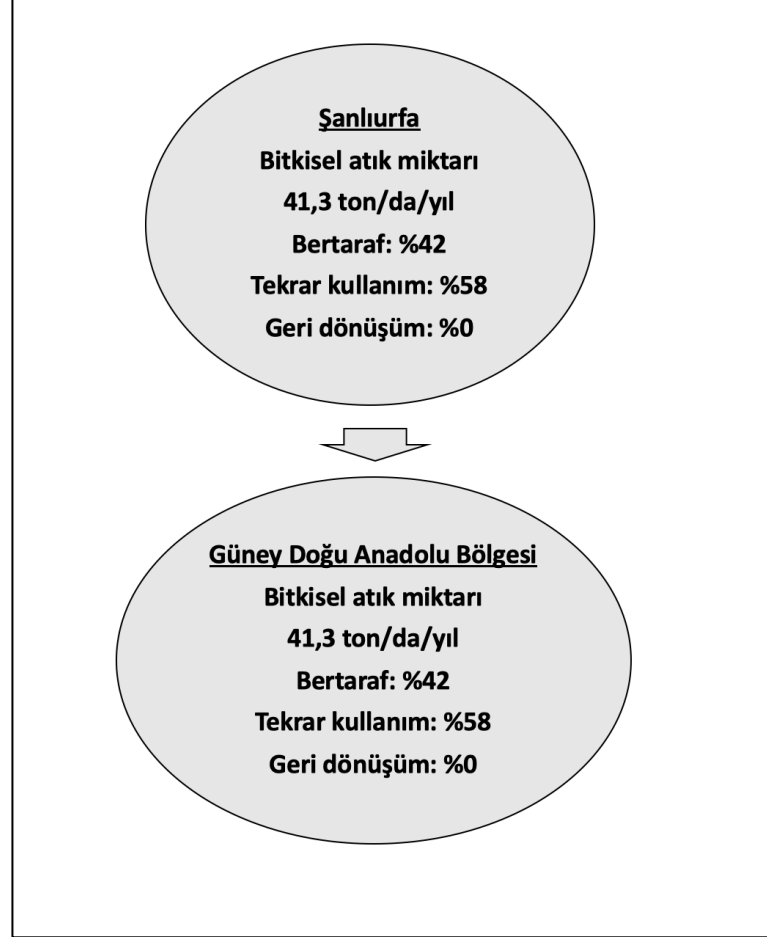 Şanlıurfa
Bitkisel atık miktarı
41,3 ton/da/yıl
Bertaraf: %42
Tekrar kullanım: %58
Geri dönüşüm: %0
Güney Doğu Anadolu Bölgesi
Bitkisel atık miktarı
41,3 ton/da/yıl
Bertaraf: %42
Tekrar kullanım: %58
Geri dönüşüm: %0